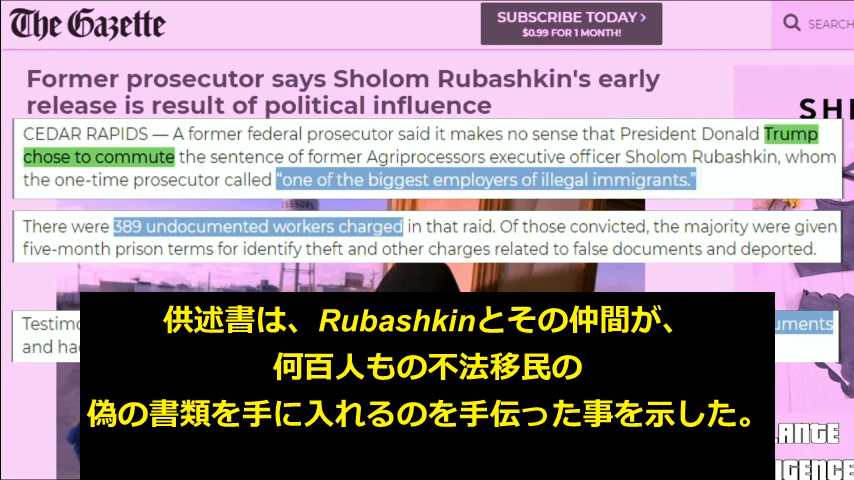 The Gazette
SUBSCRIBE TODAY >
$0.99 FOR 1 MONTH!
SEARCH
Former prosecutor says Sholom Rubashkin's early
release is result of political influence
CEDAR RAPIDS — A former federal prosecutor said it makes no sense that President Donald Trump
chose to commute the sentence of former Agriprocessors executive officer Sholom Rubashkin, whom
the one-time prosecutor called “one of the biggest employers of illegal immigrants.”
There were 389 undocumented workers charged in that raid. Of those convicted, the majority were given
five-month prison terms for identify theft and other charges related to false documents and deported.
供述書は、Rubashkinとその仲間が、
何百人もの不法移民の
偽の書類を手に入れるのを手伝った事を示した。